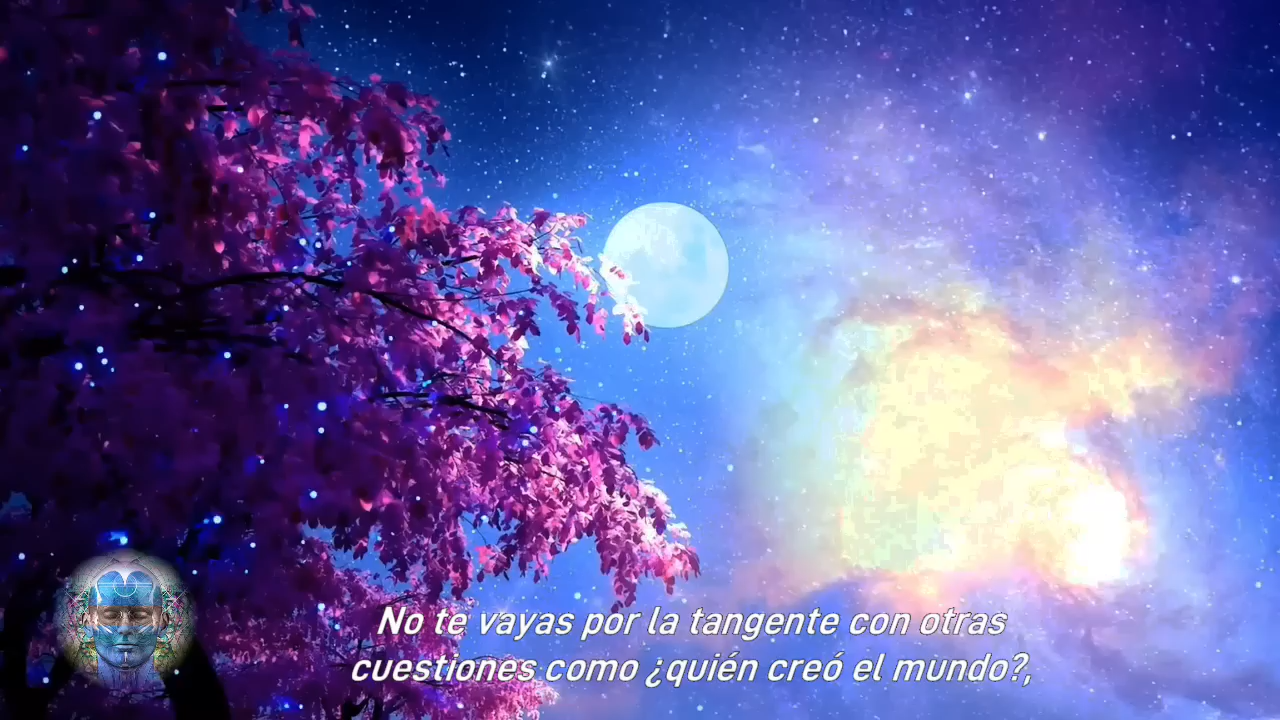 No te vayas por la tangente con otras
cuestiones como ¿quién creó el mundo?,